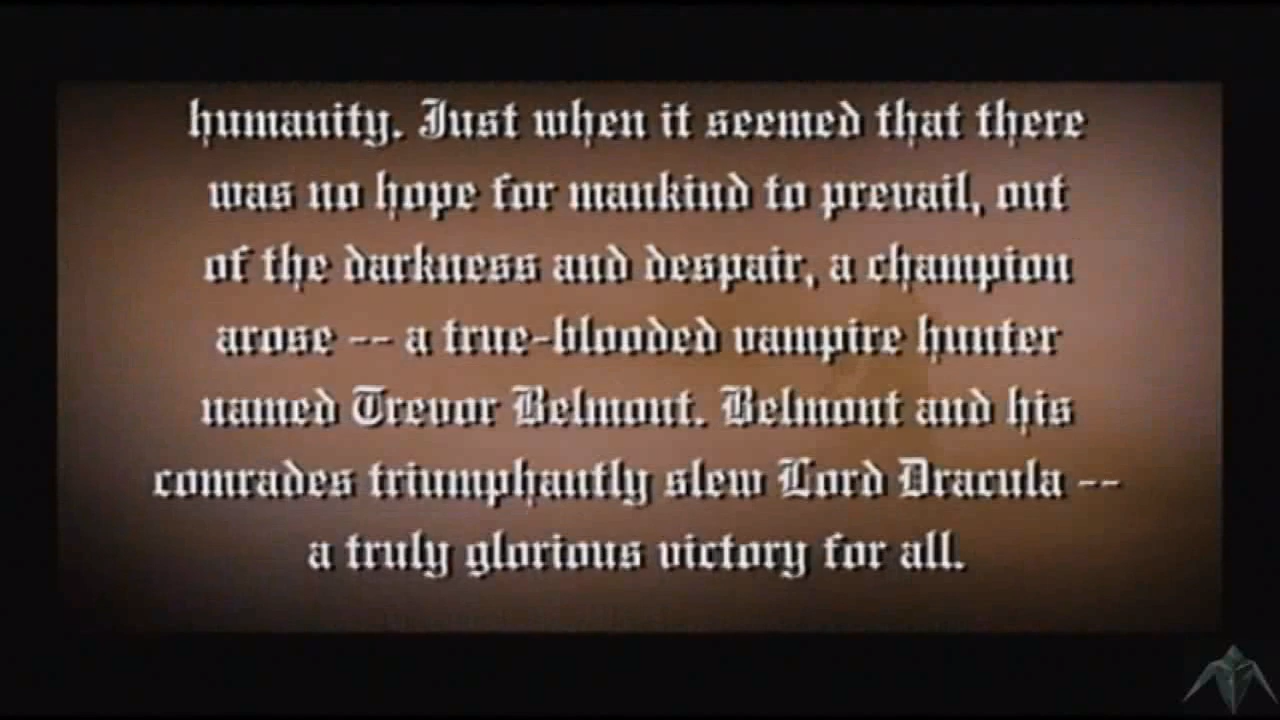 humanity. Just when it seemed that there
was no hope for mankind to prevail, out
of the darkness and despair, a champion
arose -- a true-blooded vampire hunter
named Trevor Belmont. Belmont and his
comrades triumphantly slew Lord Dracula --
a truly glorious victory for all.